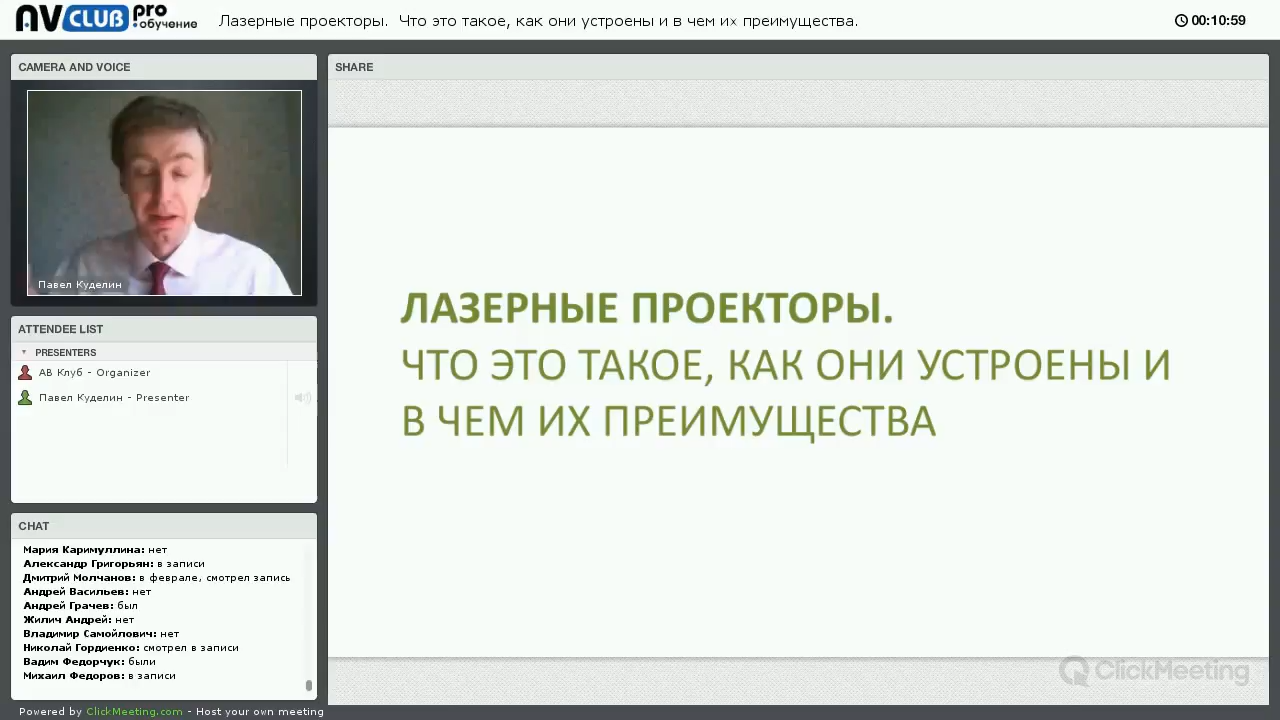 AVCLUB pro
обучение
Лазерные проекторы. Что это такое, как они устроены и в чем их преимущества.
00:10:59
CAMERA AND VOICE
Павел Куделин
ATTENDEE LIST
PRESENTERS
АВ Клуб - Organizer
Павел Куделин - Presenter
CHAT
Мария Каримуллина: нет
Александр Григорьян: в записи
Дмитрий Молчанов: в феврале, смотрел запись
Андрей Васильев: нет
Андрей Грачев: был
Жилич Андрей: нет
Владимир Самойлович: нет
Николай Гордиенко: смотрел в записи
Вадим Федорчук: были
Михаил Федоров: в записи
SHARE
ЛАЗЕРНЫЕ ПРОЕКТОРЫ.
ЧТО ЭТО ТАКОЕ, КАК ОНИ УСТРОЕНЫ И
В ЧЕМ ИХ ПРЕИМУЩЕСТВА
ClickMeeting
Powered by ClickMeeting.com - Host your own meeting